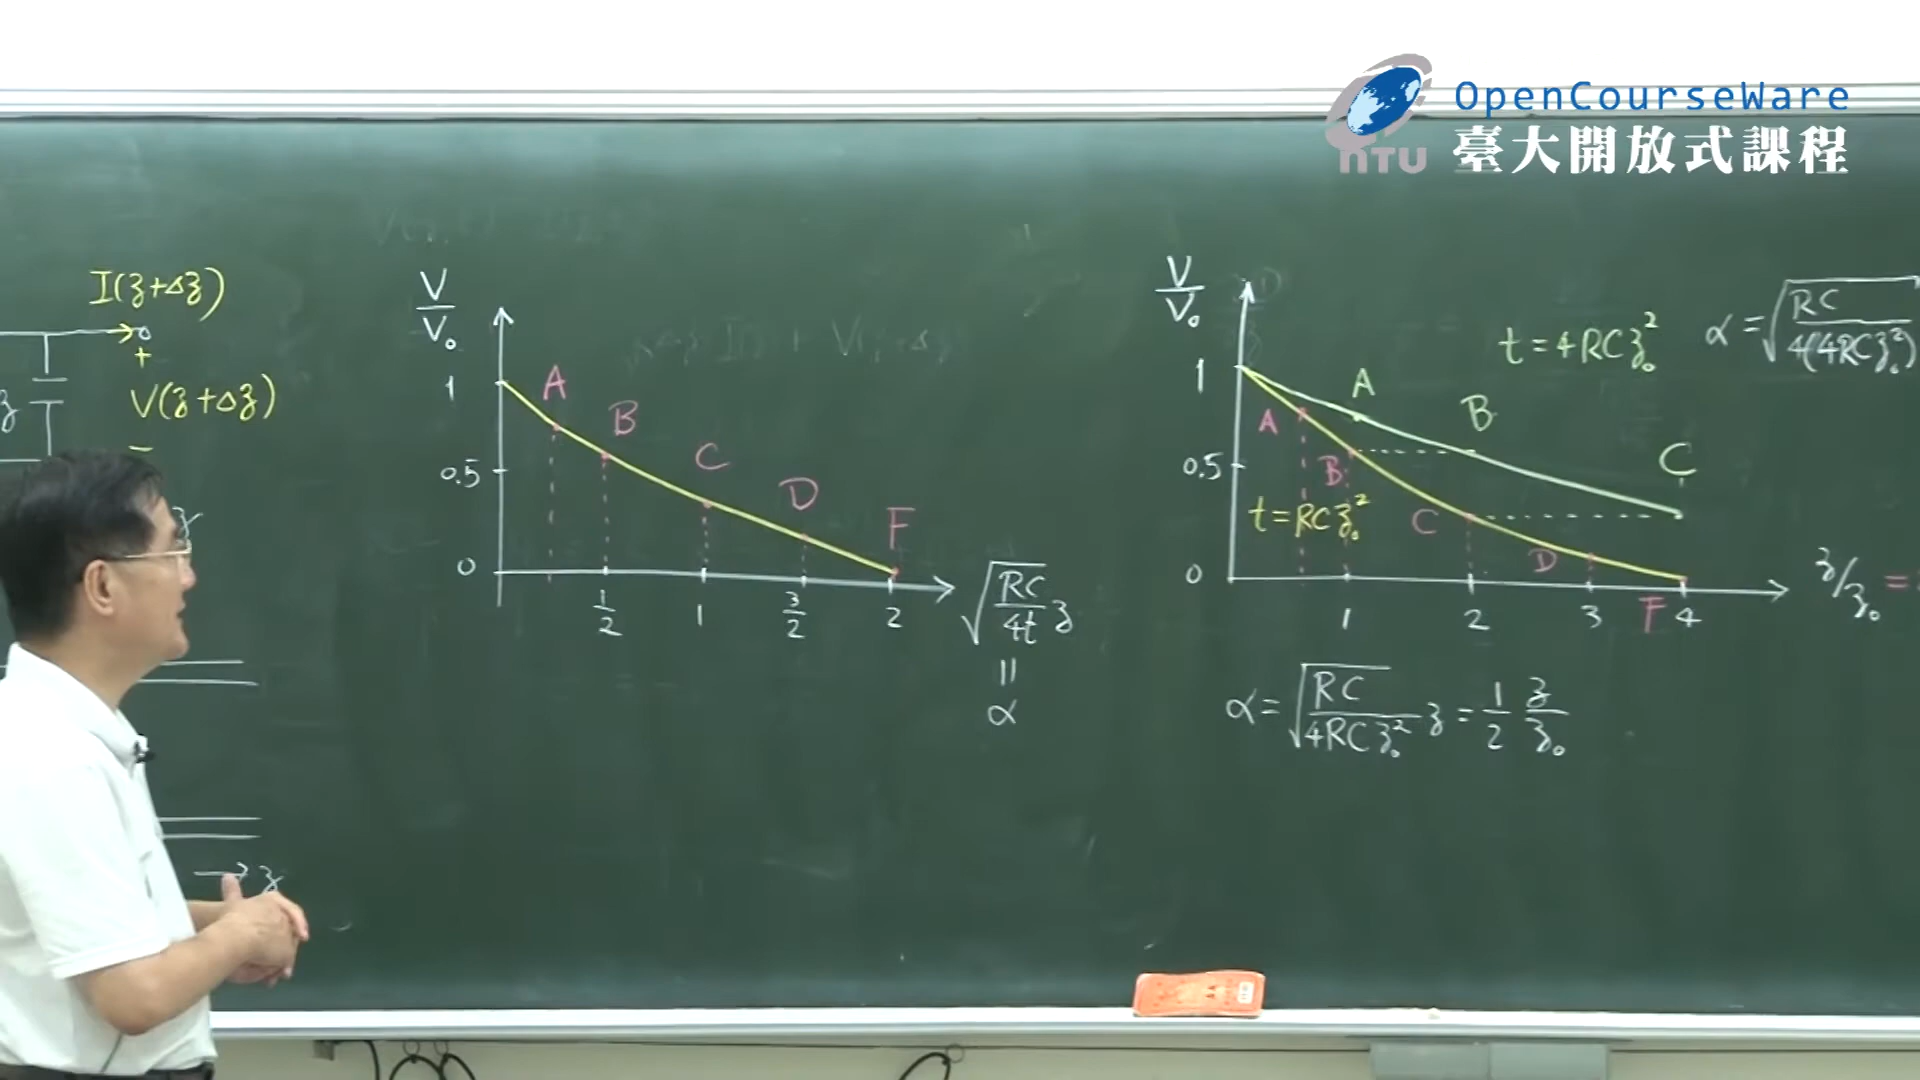 OpenCourseWare
臺大開放式課程
NTU
I(z+Δz)
+
V(z+Δz)
−
z
→ z
V/V₀
1
0.5
0
A
B
C
D
F
1/2
1
3/2
2
√(RC/4t) z
=
α
V/V₀
1
0.5
0
t=4RCz₀²
α=√(RC/4(4RCz₀²))
A
B
C
A
B
t=RCz₀²
C
D
F
1
2
3
4
z/z₀ =
α=√(RC/4RCz₀²) z = 1/2 z/z₀